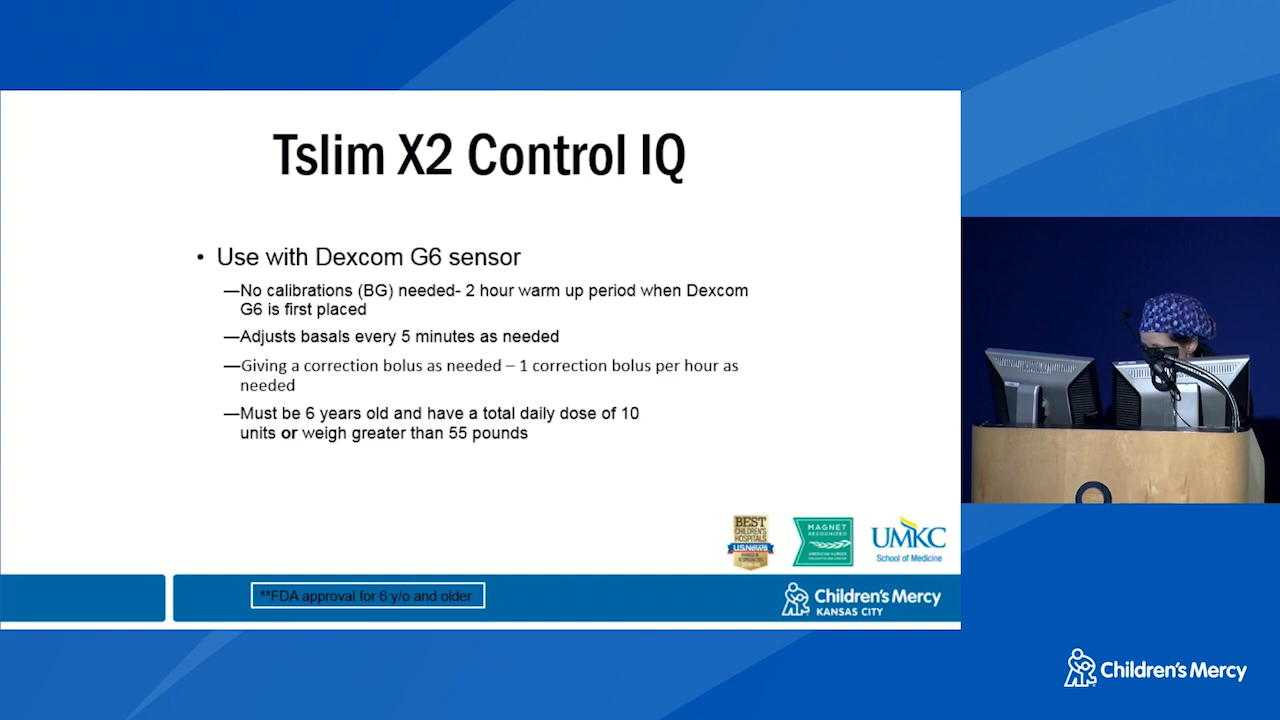 Tslim X2 Control IQ
• Use with Dexcom G6 sensor
—No calibrations (BG) needed- 2 hour warm up period when Dexcom
G6 is first placed
—Adjusts basals every 5 minutes as needed
—Giving a correction bolus as needed – 1 correction bolus per hour as
needed
—Must be 6 years old and have a total daily dose of 10
units or weigh greater than 55 pounds
BEST
CHILDREN'S
HOSPITALS
U.S.News
MAGNET
RECOGNIZED
UMKC
School of Medicine
**FDA approval for 6 y/o and older
Children's Mercy
KANSAS CITY
Children's Mercy